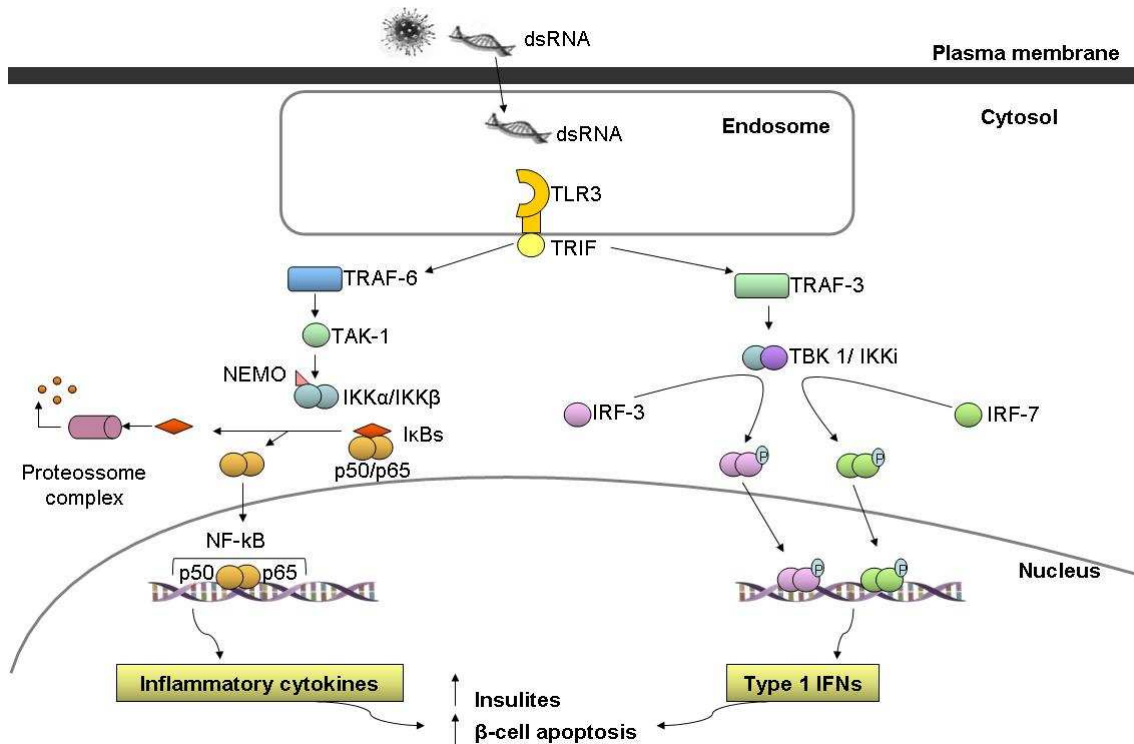 dsRNA
Plasma membrane
dsRNA
Endosome
Cytosol
TLR3
TRIF
TRAF-6
TRAF-3
TAK-1
TBK 1/ IKKi
NEMO
IKKα/IKKβ
IRF-3
IRF-7
IκBs
p50/p65
P
P
Proteossome
complex
NF-kB
p50
p65
P
P
Nucleus
Inflammatory cytokines
Type 1 IFNs
Insulites
β-cell apoptosis